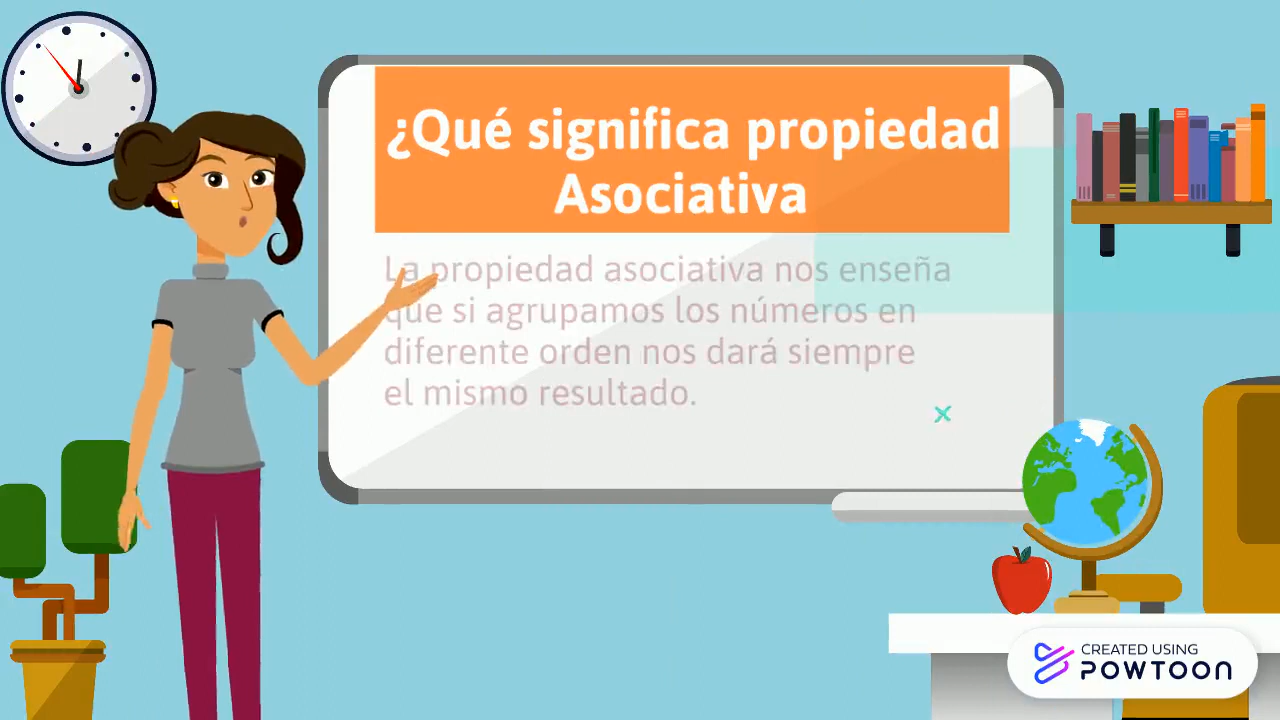 ¿Qué significa propiedad
Asociativa
La propiedad asociativa nos enseña
que si agrupamos los números en
diferente orden nos dará siempre
el mismo resultado.
CREATED USING
POWTOON